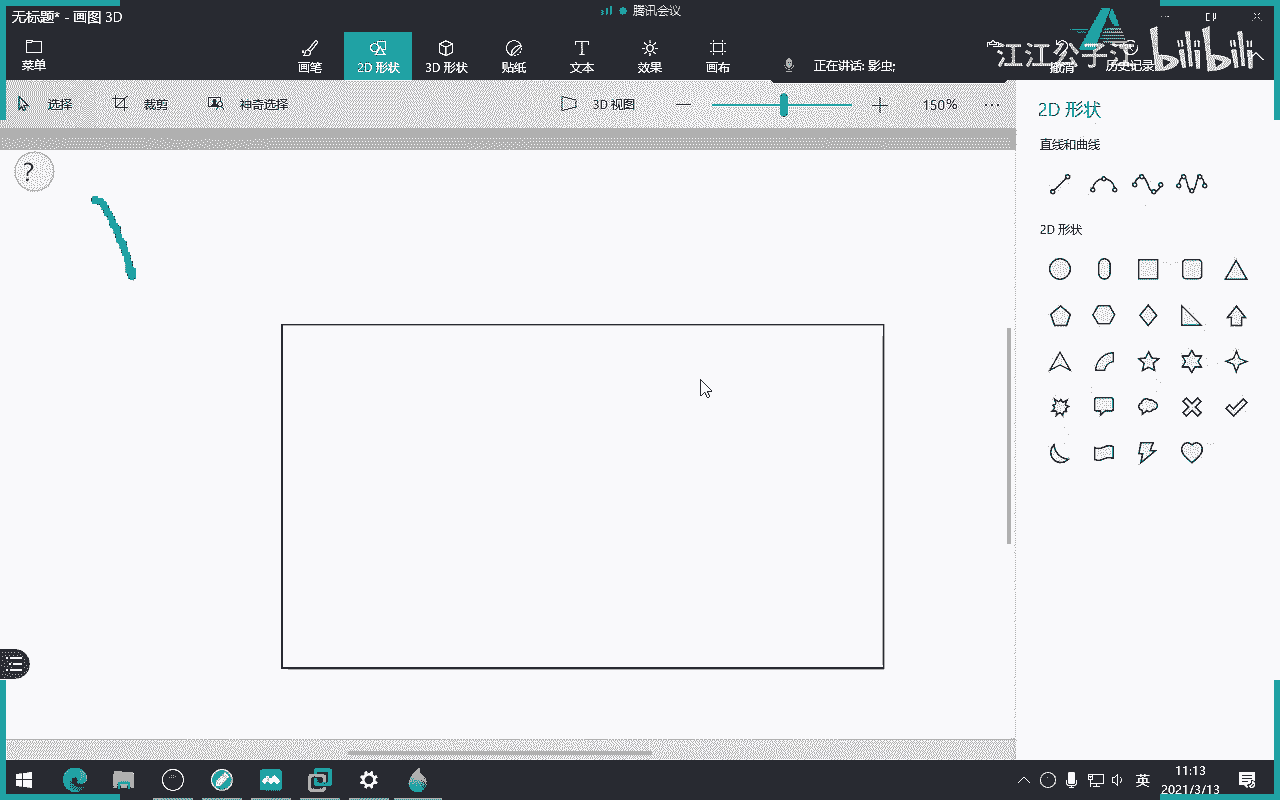 无标题* - 画图 3D
腾讯会议
菜单
画笔
2D 形状
3D 形状
贴纸
文本
效果
画布
正在讲话: 影虫;
江江公子江
bilibili
撤消
历史记录
选择
裁剪
神奇选择
3D 视图
150%
2D 形状
直线和曲线
2D 形状
?
英
11:13
2021/3/13